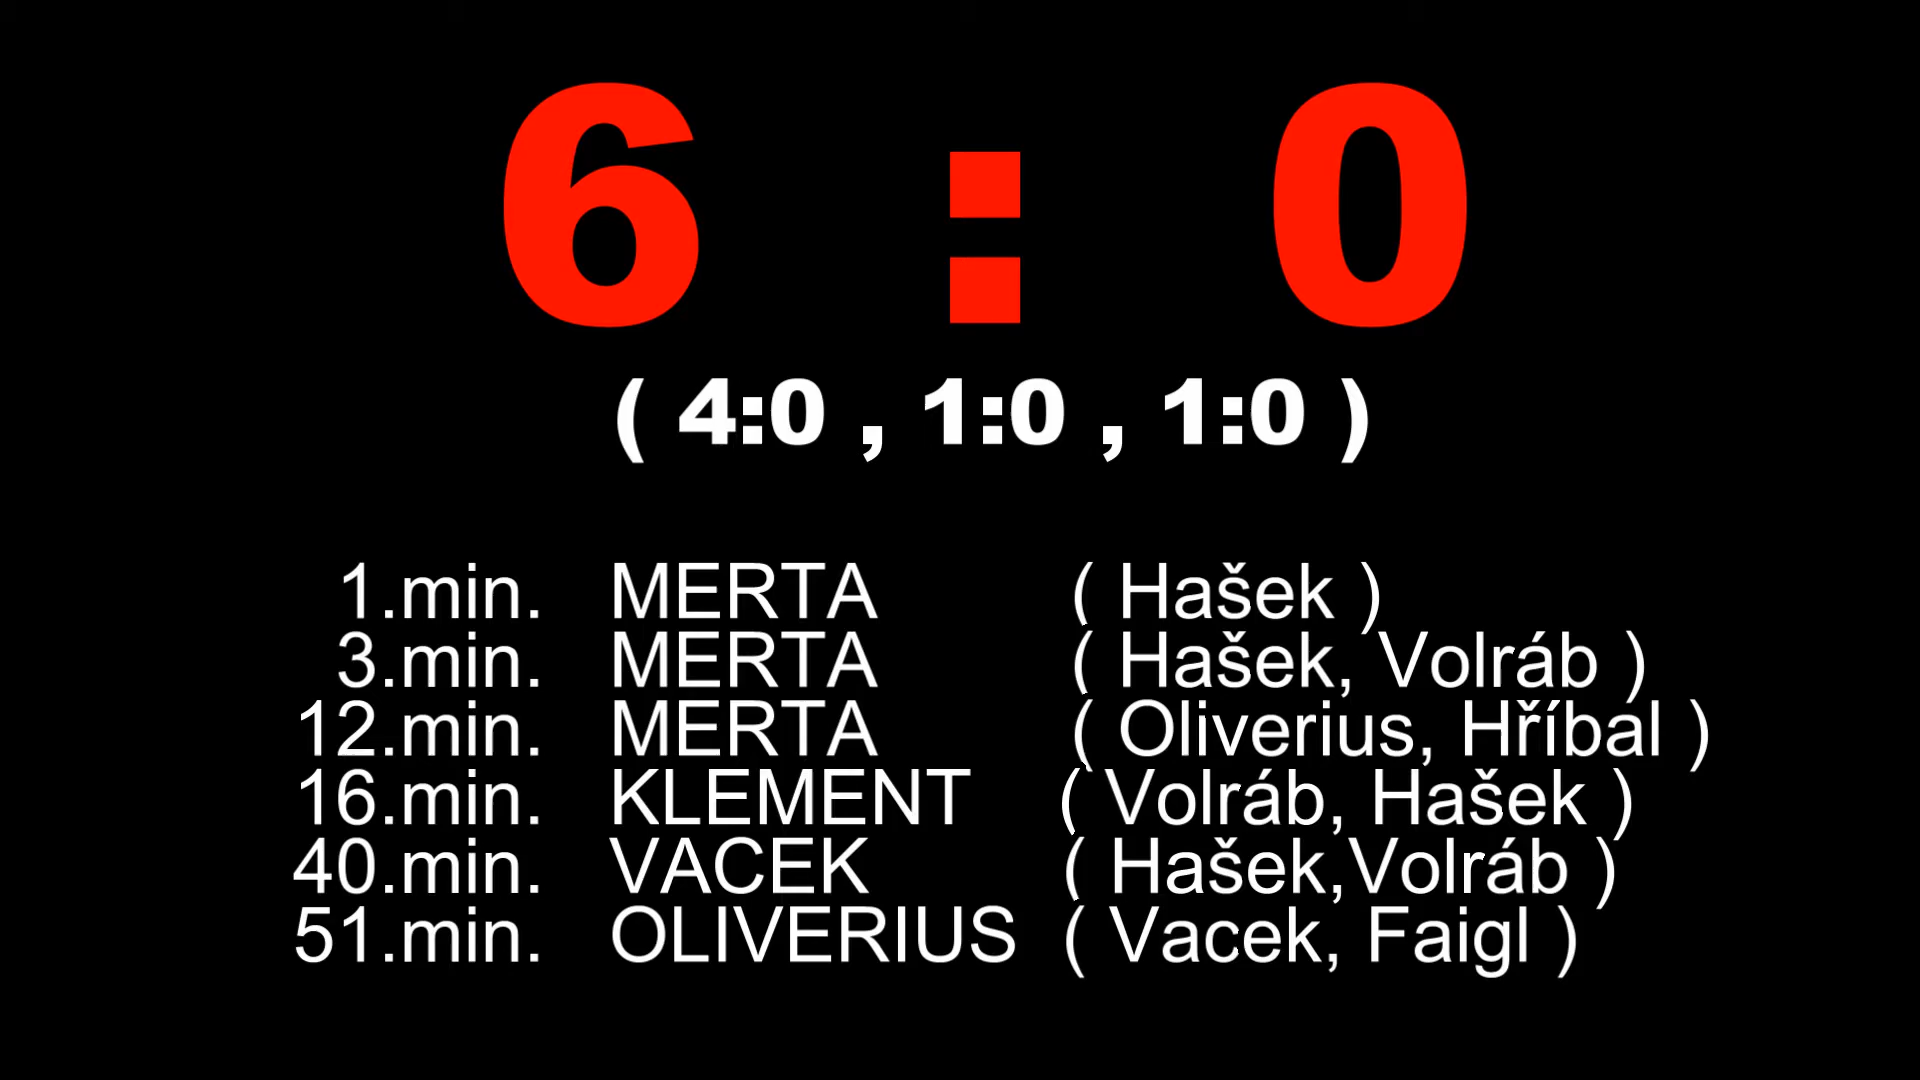 6 : 0
( 4:0 , 1:0 , 1:0 )
1.min. MERTA ( Hašek )
3.min. MERTA ( Hašek, Volráb )
12.min. MERTA ( Oliverius, Hříbal )
16.min. KLEMENT ( Volráb, Hašek )
40.min. VACEK ( Hašek,Volráb )
51.min. OLIVERIUS ( Vacek, Faigl )